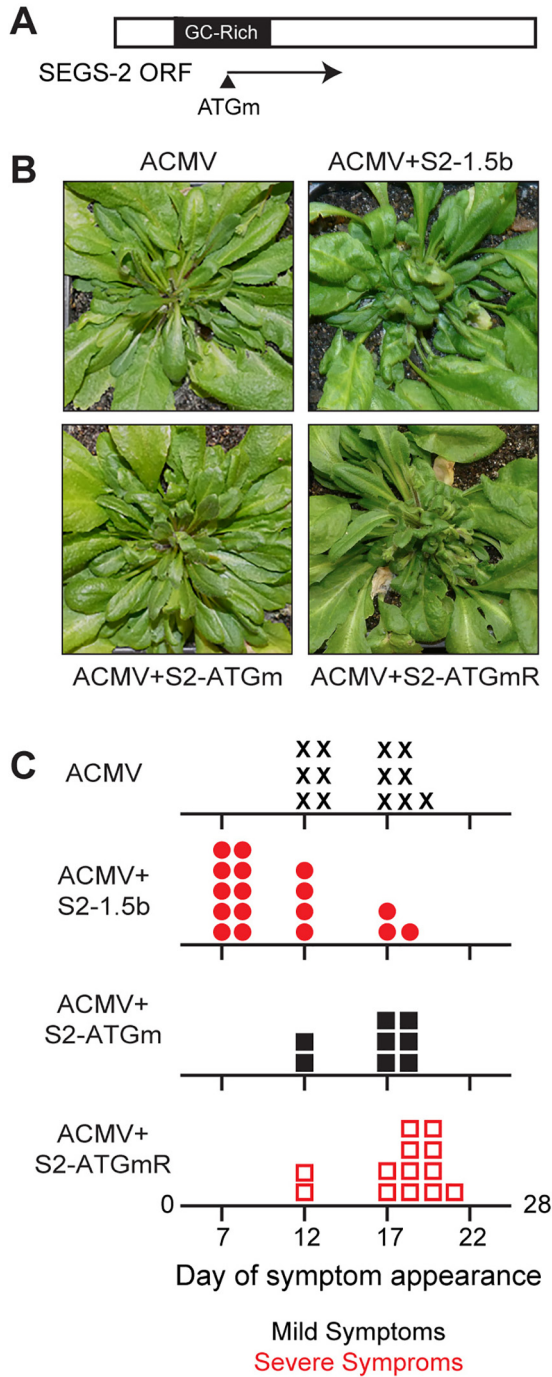 A
GC-Rich
SEGS-2 ORF
ATGm
B
ACMV
ACMV+S2-1.5b
ACMV+S2-ATGm
ACMV+S2-ATGmR
C
ACMV
X X X X
X X X X
X X X X X
ACMV+
S2-1.5b
ACMV+
S2-ATGm
ACMV+
S2-ATGmR
0
28
7 12 17 22
Day of symptom appearance
Mild Symptoms
Severe Symproms